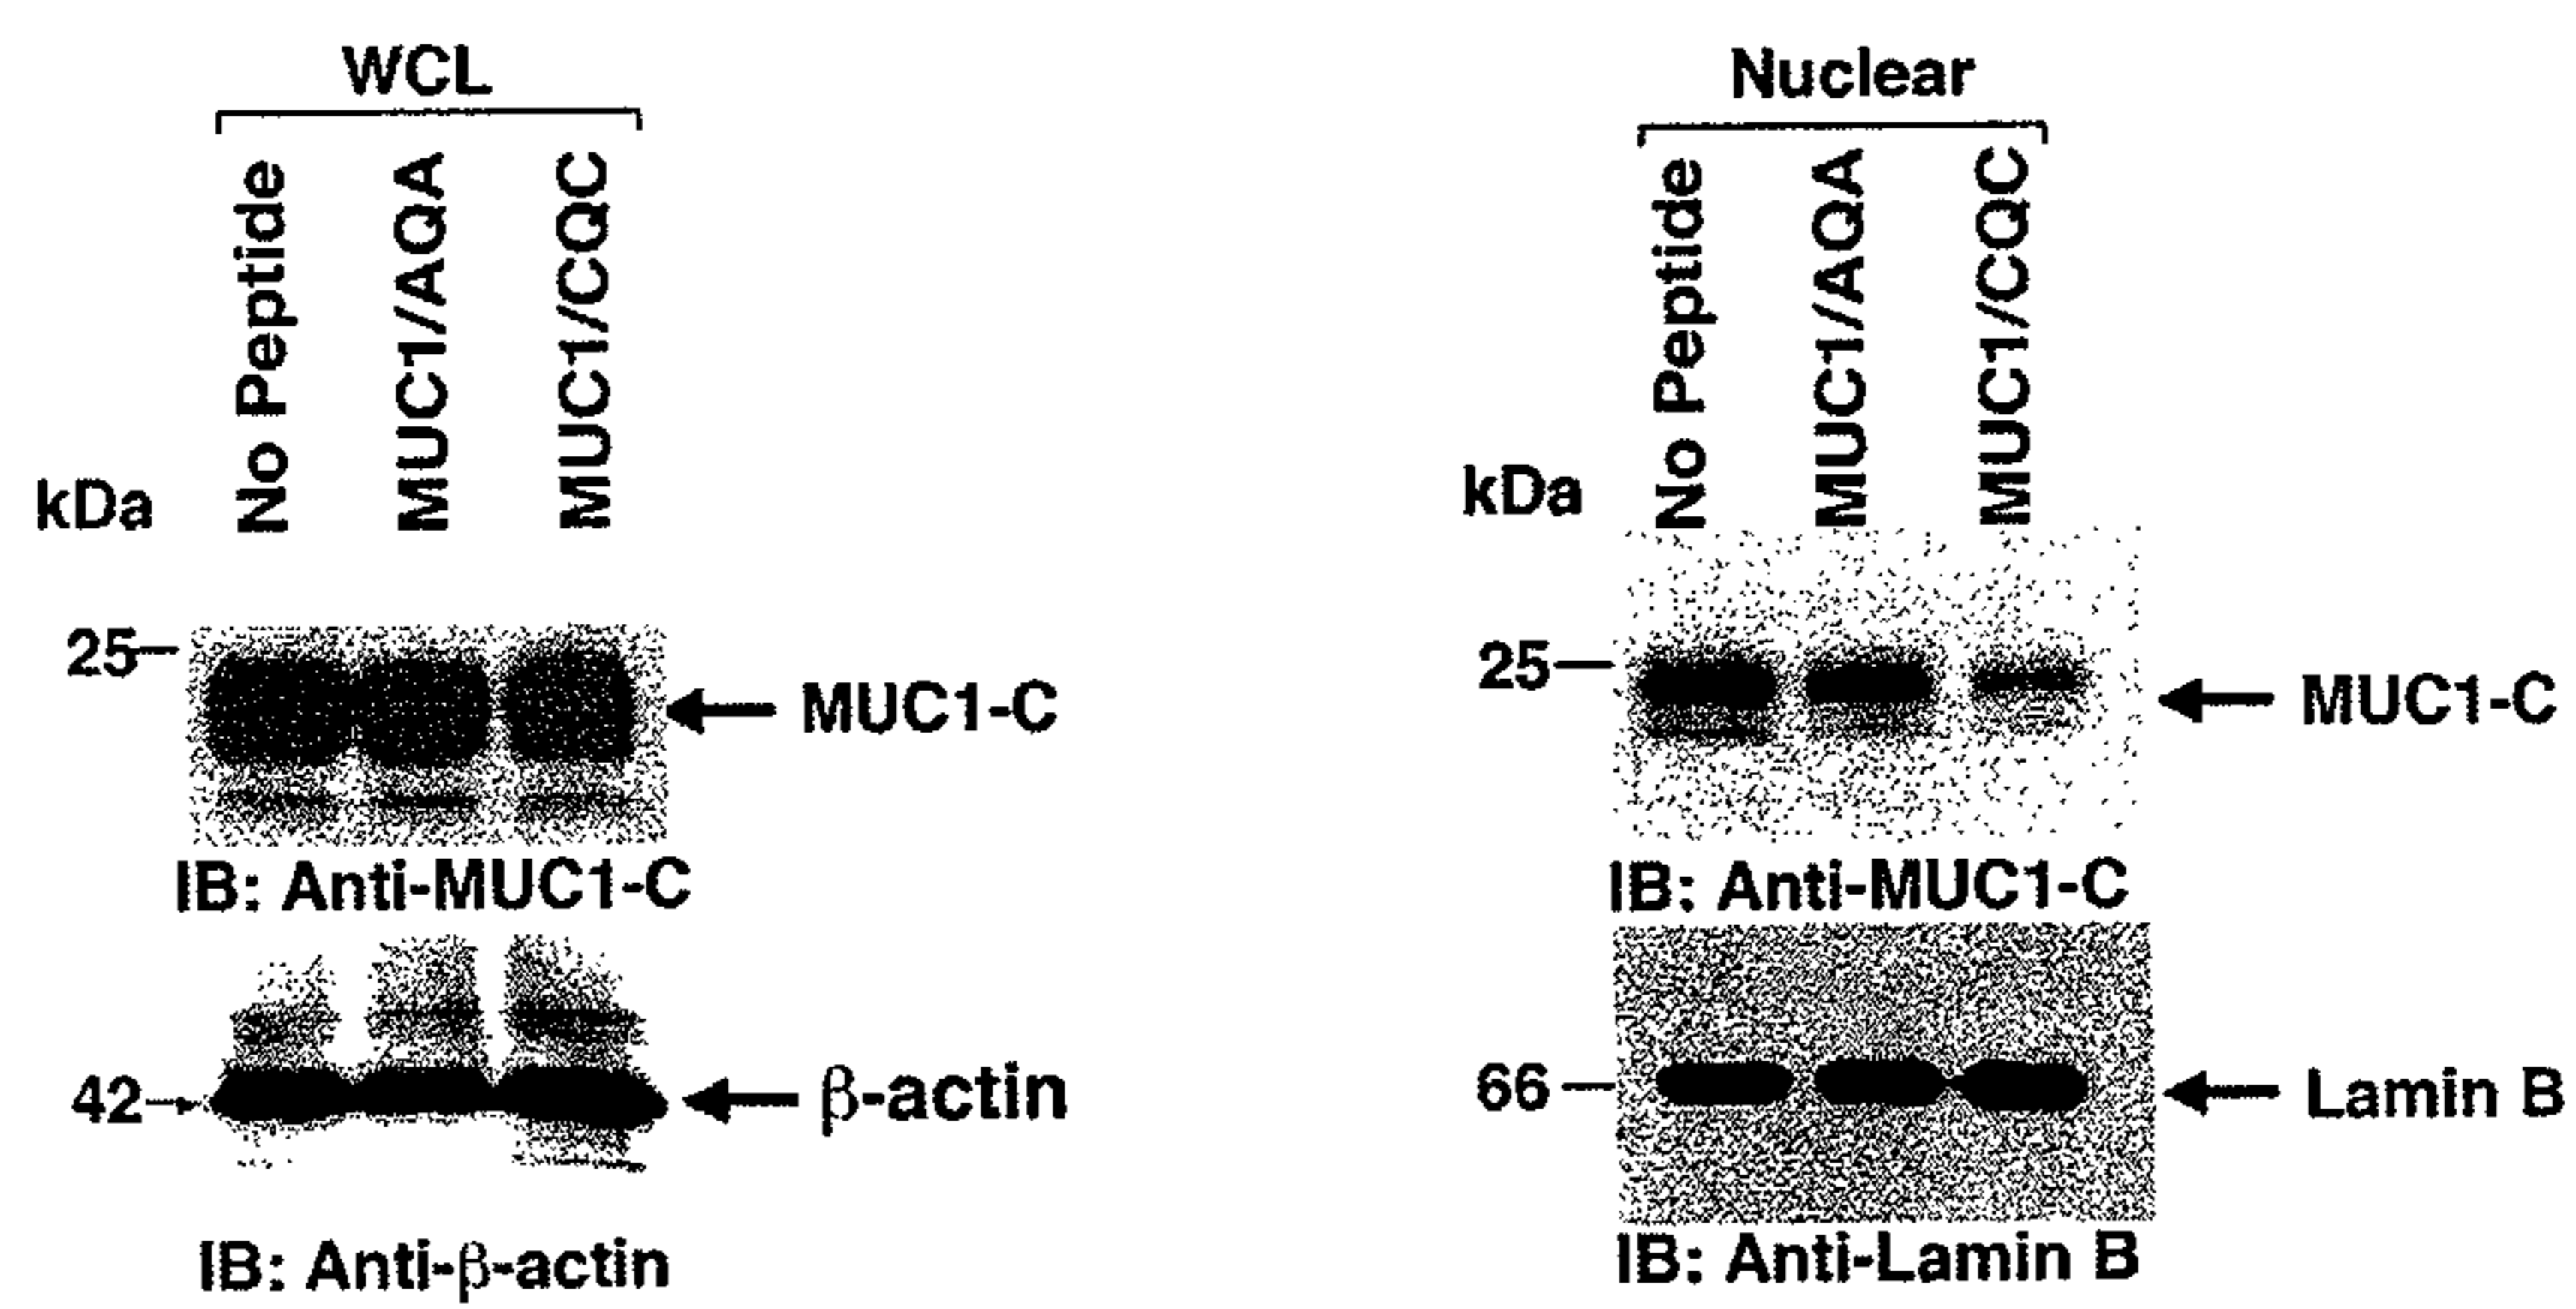 WCL
No Peptide
MUC1/AQA
MUC1/CQC
kDa
25
MUC1-C
IB: Anti-MUC1-C
42
β-actin
IB: Anti-β-actin
Nuclear
No Peptide
MUC1/AQA
MUC1/CQC
kDa
25
MUC1-C
IB: Anti-MUC1-C
66
Lamin B
IB: Anti-Lamin B